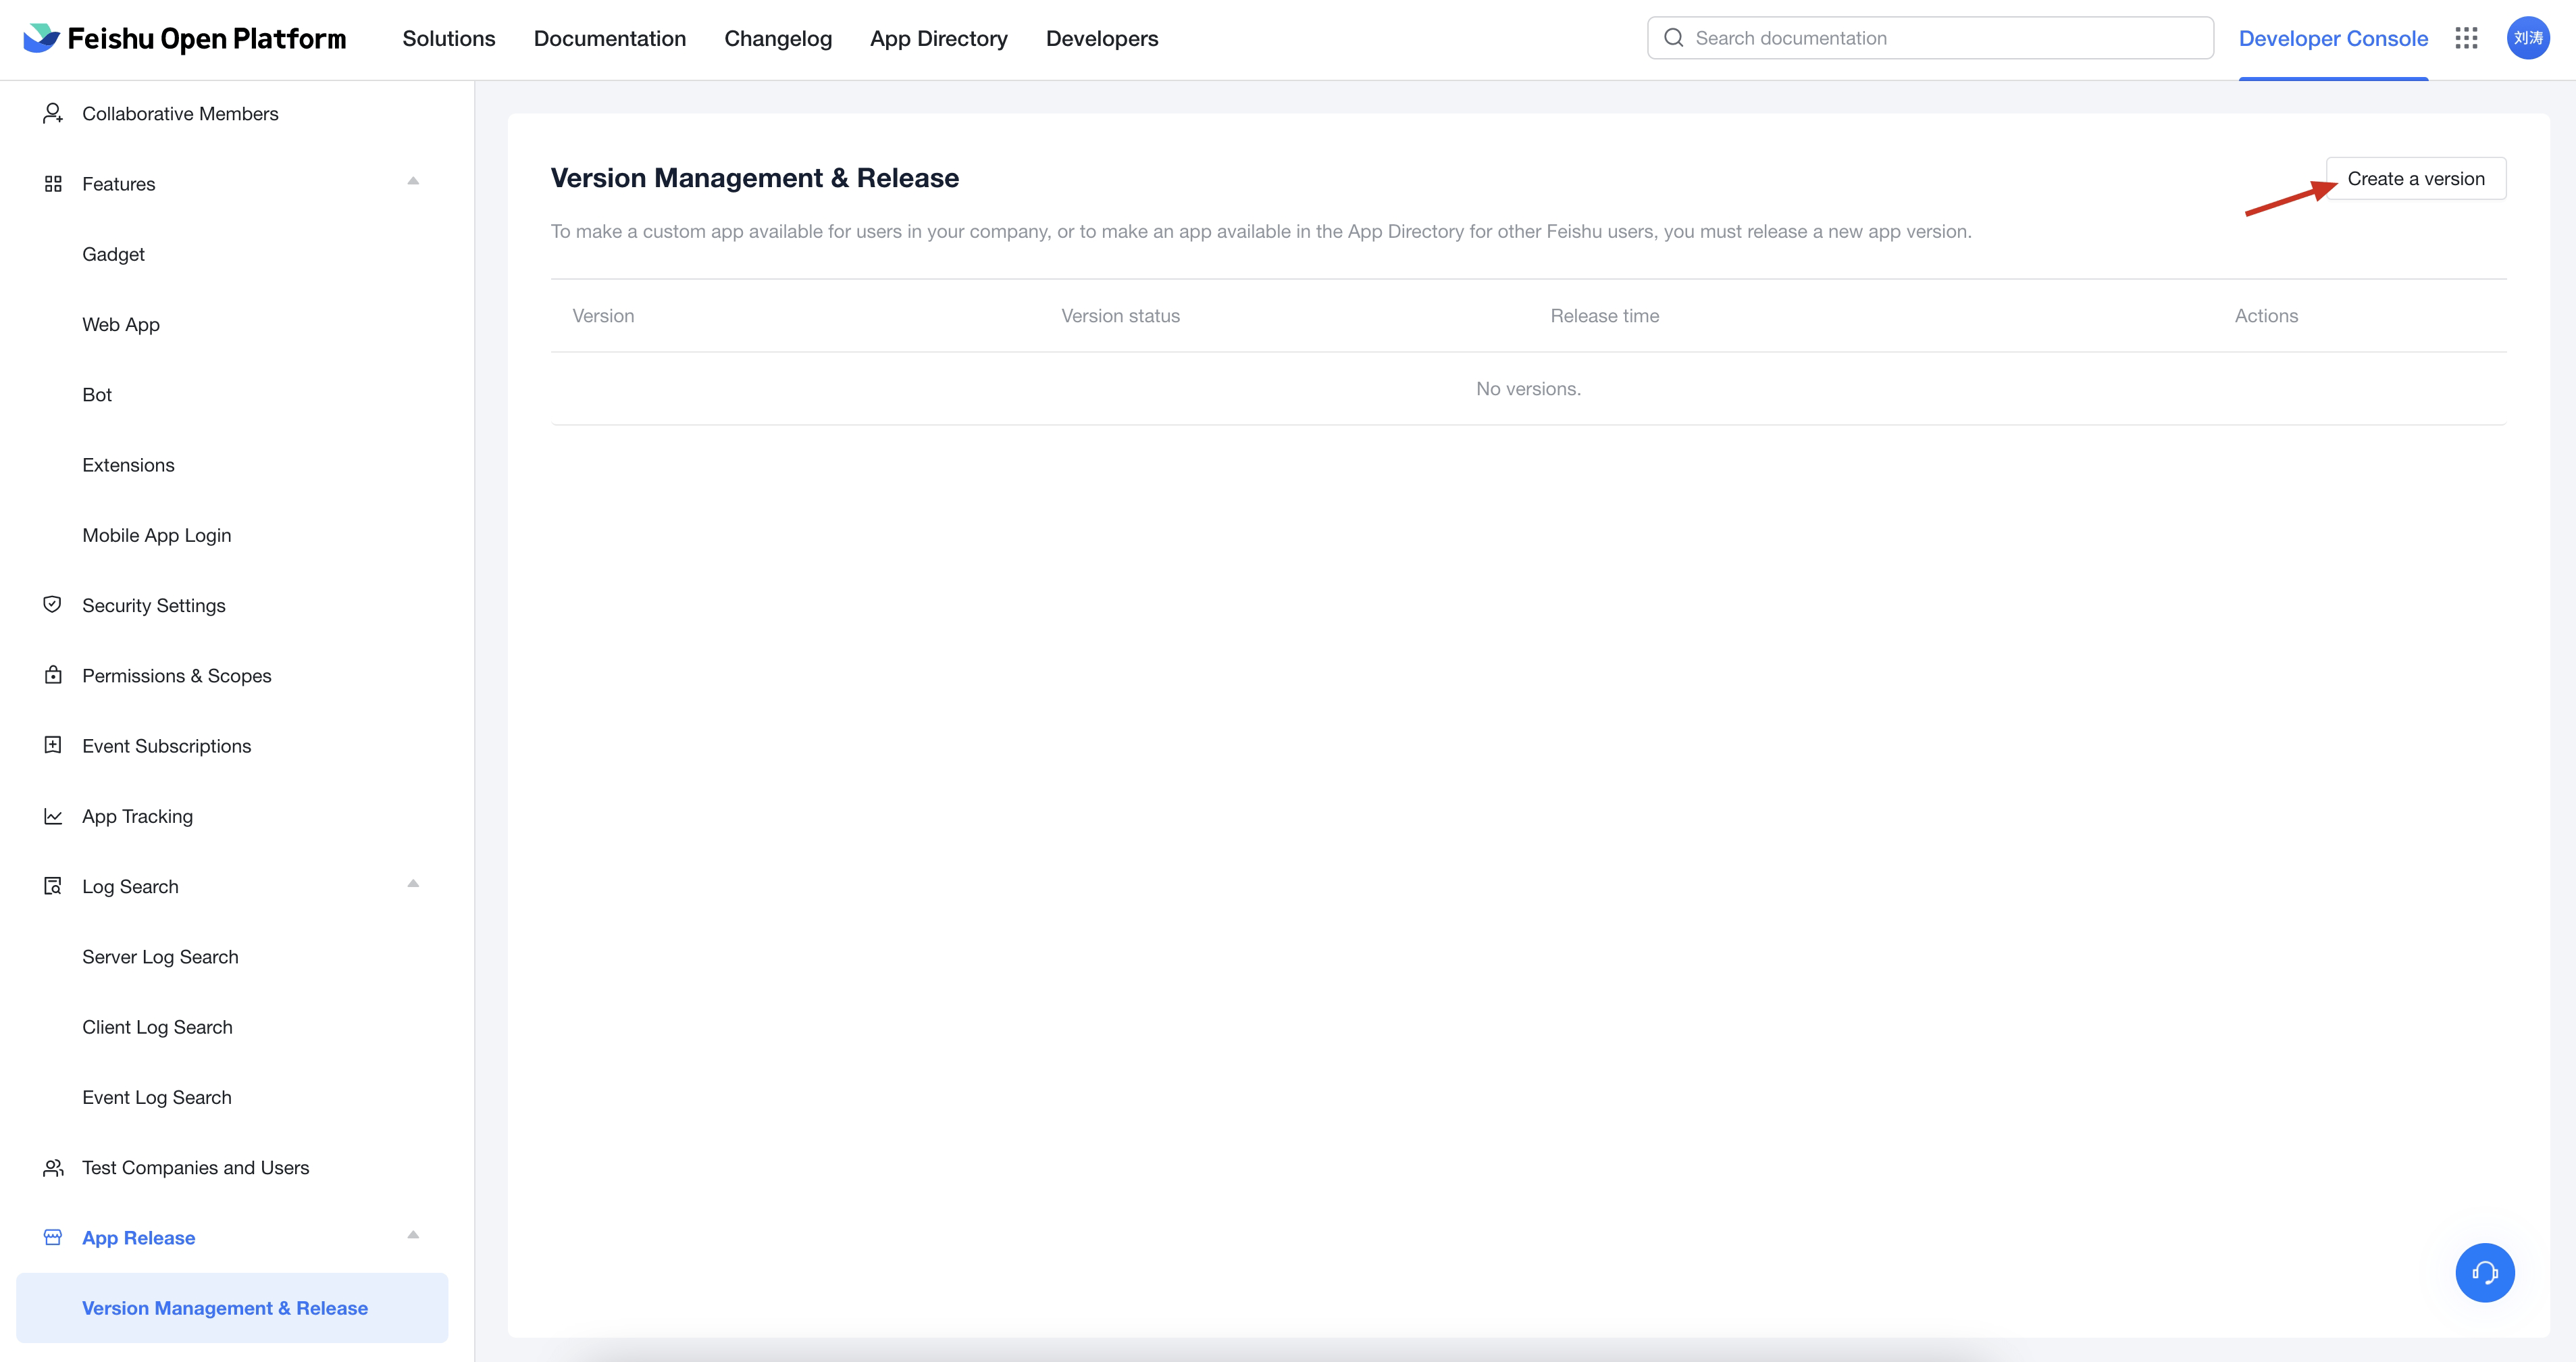 Feishu Open Platform
Solutions
Documentation
Changelog
App Directory
Developers
Search documentation
Developer Console
刘涛
Collaborative Members
Features
Gadget
Web App
Bot
Extensions
Mobile App Login
Security Settings
Permissions & Scopes
Event Subscriptions
App Tracking
Log Search
Server Log Search
Client Log Search
Event Log Search
Test Companies and Users
App Release
Version Management & Release
Version Management & Release
Create a version
To make a custom app available for users in your company, or to make an app available in the App Directory for other Feishu users, you must release a new app version.
Version
Version status
Release time
Actions
No versions.